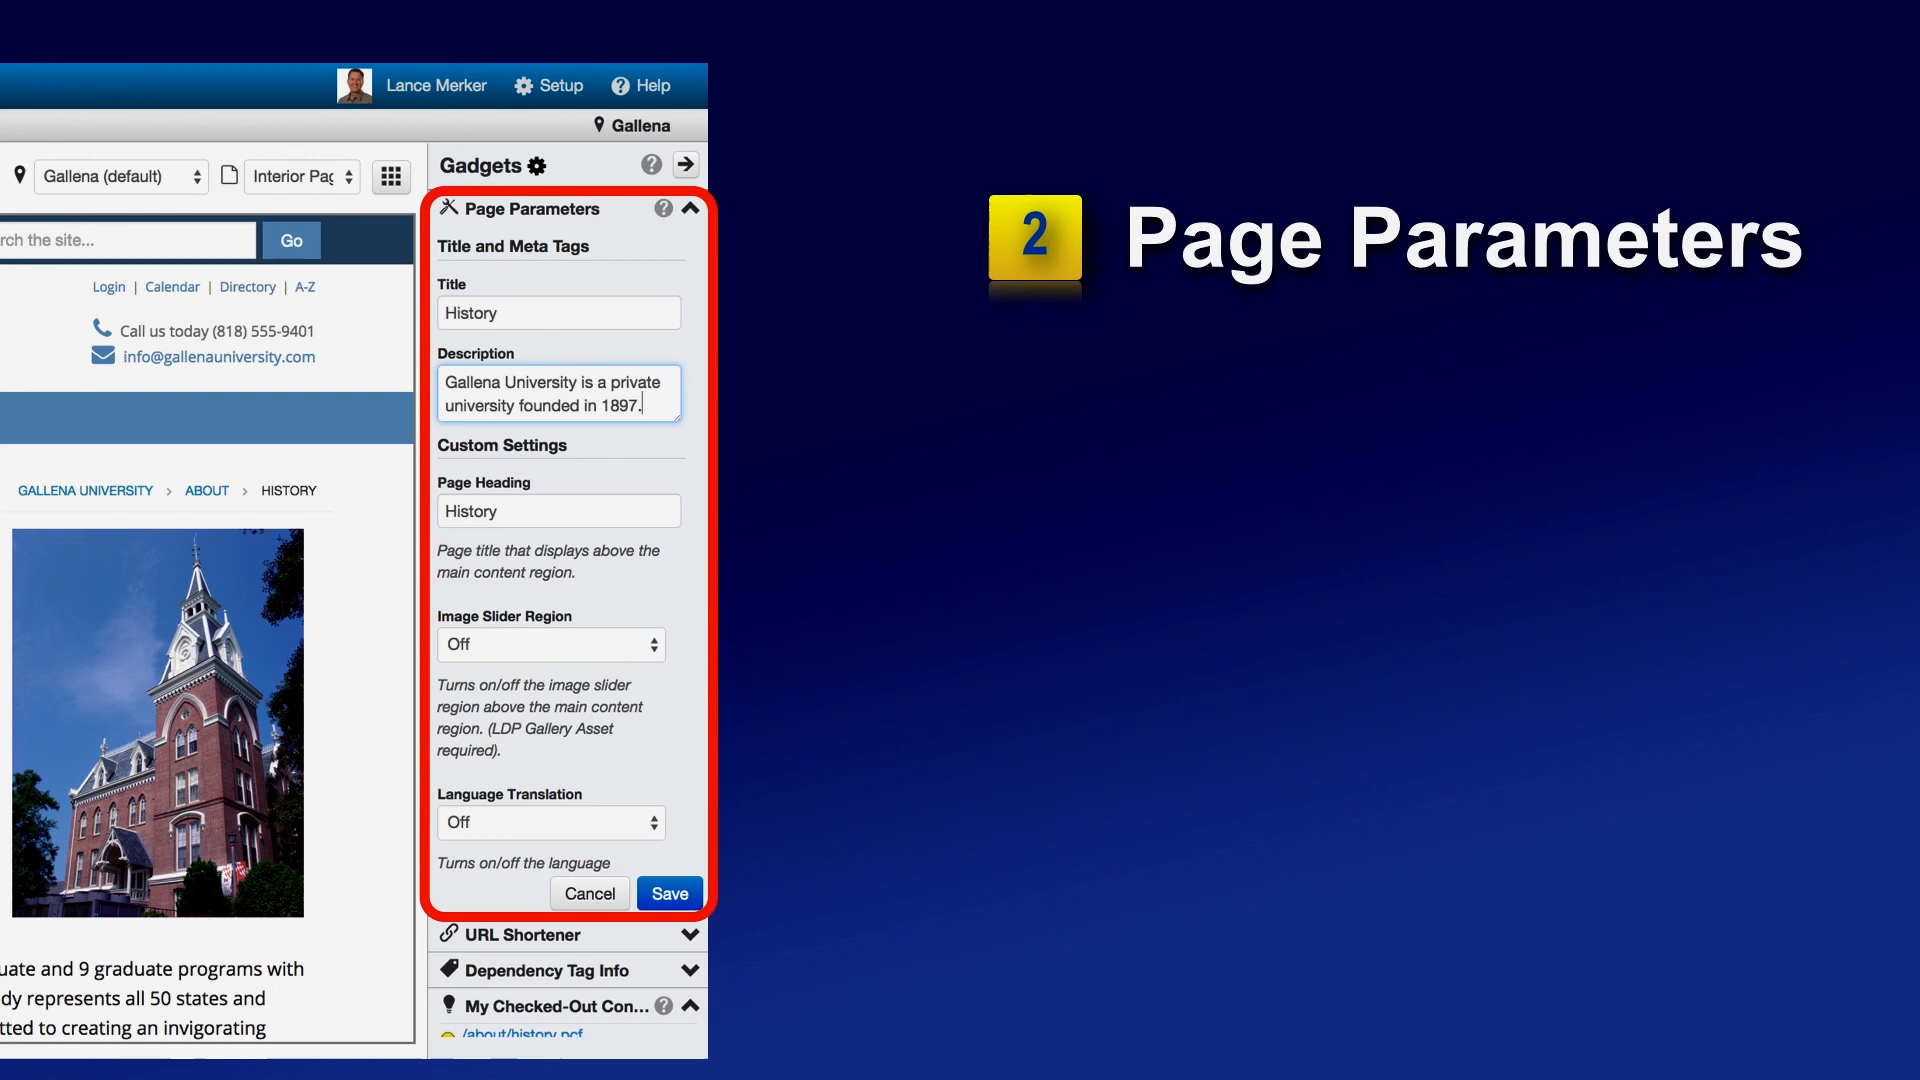 Lance Merker Setup Help
Gallena
Gallena (default) Interior
Gadgets
rch the site... Go
Login | Calendar | Directory | A-Z
Call us today (818) 555-9401
info@gallenauniversity.com
GALLENA UNIVERSITY > ABOUT > HISTORY
uate and 9 graduate programs with
dy represents all 50 states and
tted to creating an invigorating
Page Parameters
Title and Meta Tags
Title
History
Description
Gallena University is a private
university founded in 1897.
Custom Settings
Page Heading
History
Page title that displays above the
main content region.
Image Slider Region
Off
Turns on/off the image slider
region above the main content
region. (LDP Gallery Asset
required).
Language Translation
Off
Turns on/off the language
Cancel Save
URL Shortener
Dependency Tag Info
My Checked-Out Con...
/about/history.pcf
2 Page Parameters